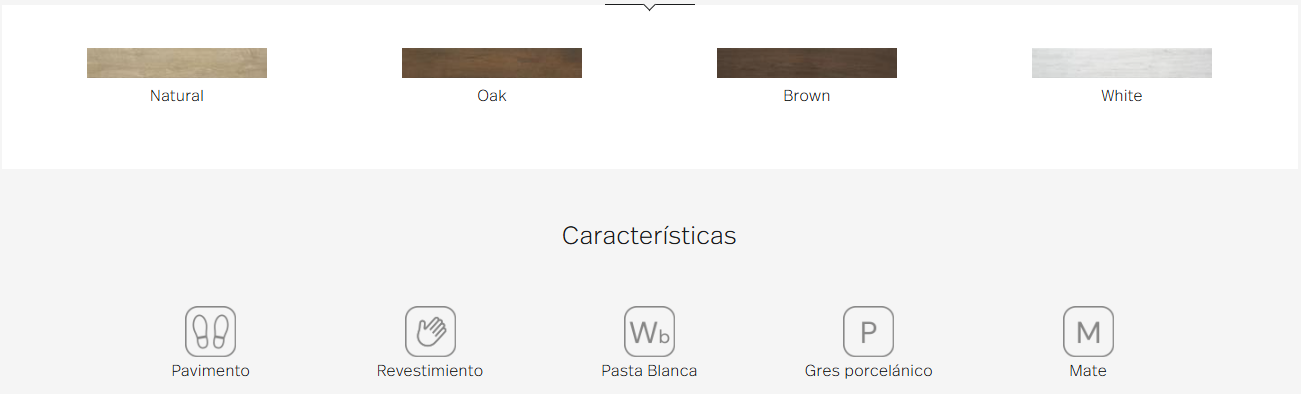 Natural
Oak
Brown
White
Características
Wb
P
M
Pavimento
Revestimiento
Pasta Blanca
Gres porcelánico
Mate